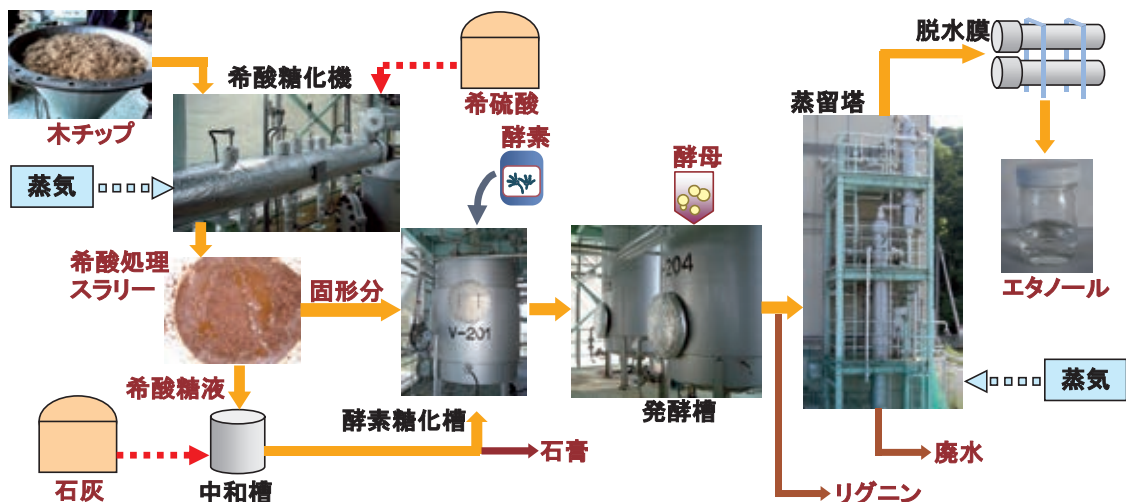 脱水膜
希酸糖化機
希硫酸
蒸留塔
木チップ
酵素
酵母
蒸気
希酸処理
スラリー
固形分
V-201
-204
エタノール
希酸糖液
蒸気
酵素糖化槽
発酵槽
石膏
廃水
石灰
中和槽
リグニン